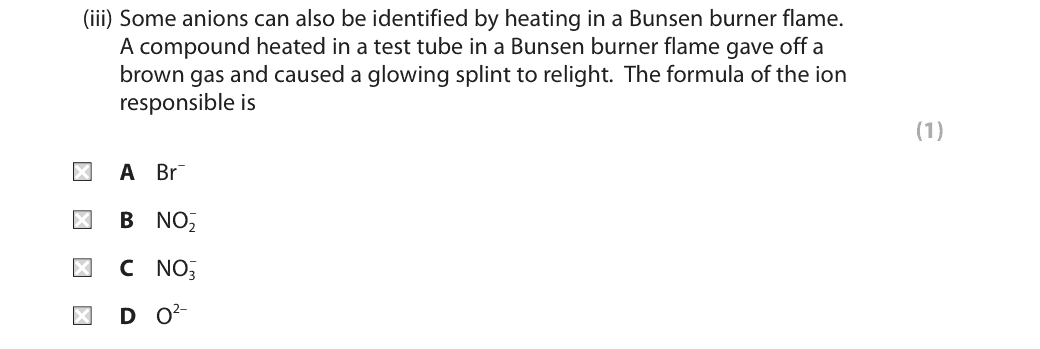 (iii) Some anions can also be identified by heating in a Bunsen burner flame.
A compound heated in a test tube in a Bunsen burner flame gave off a
brown gas and caused a glowing splint to relight. The formula of the ion
responsible is
(1)
A Br⁻
B NO₂⁻
C NO₃⁻
D O²⁻